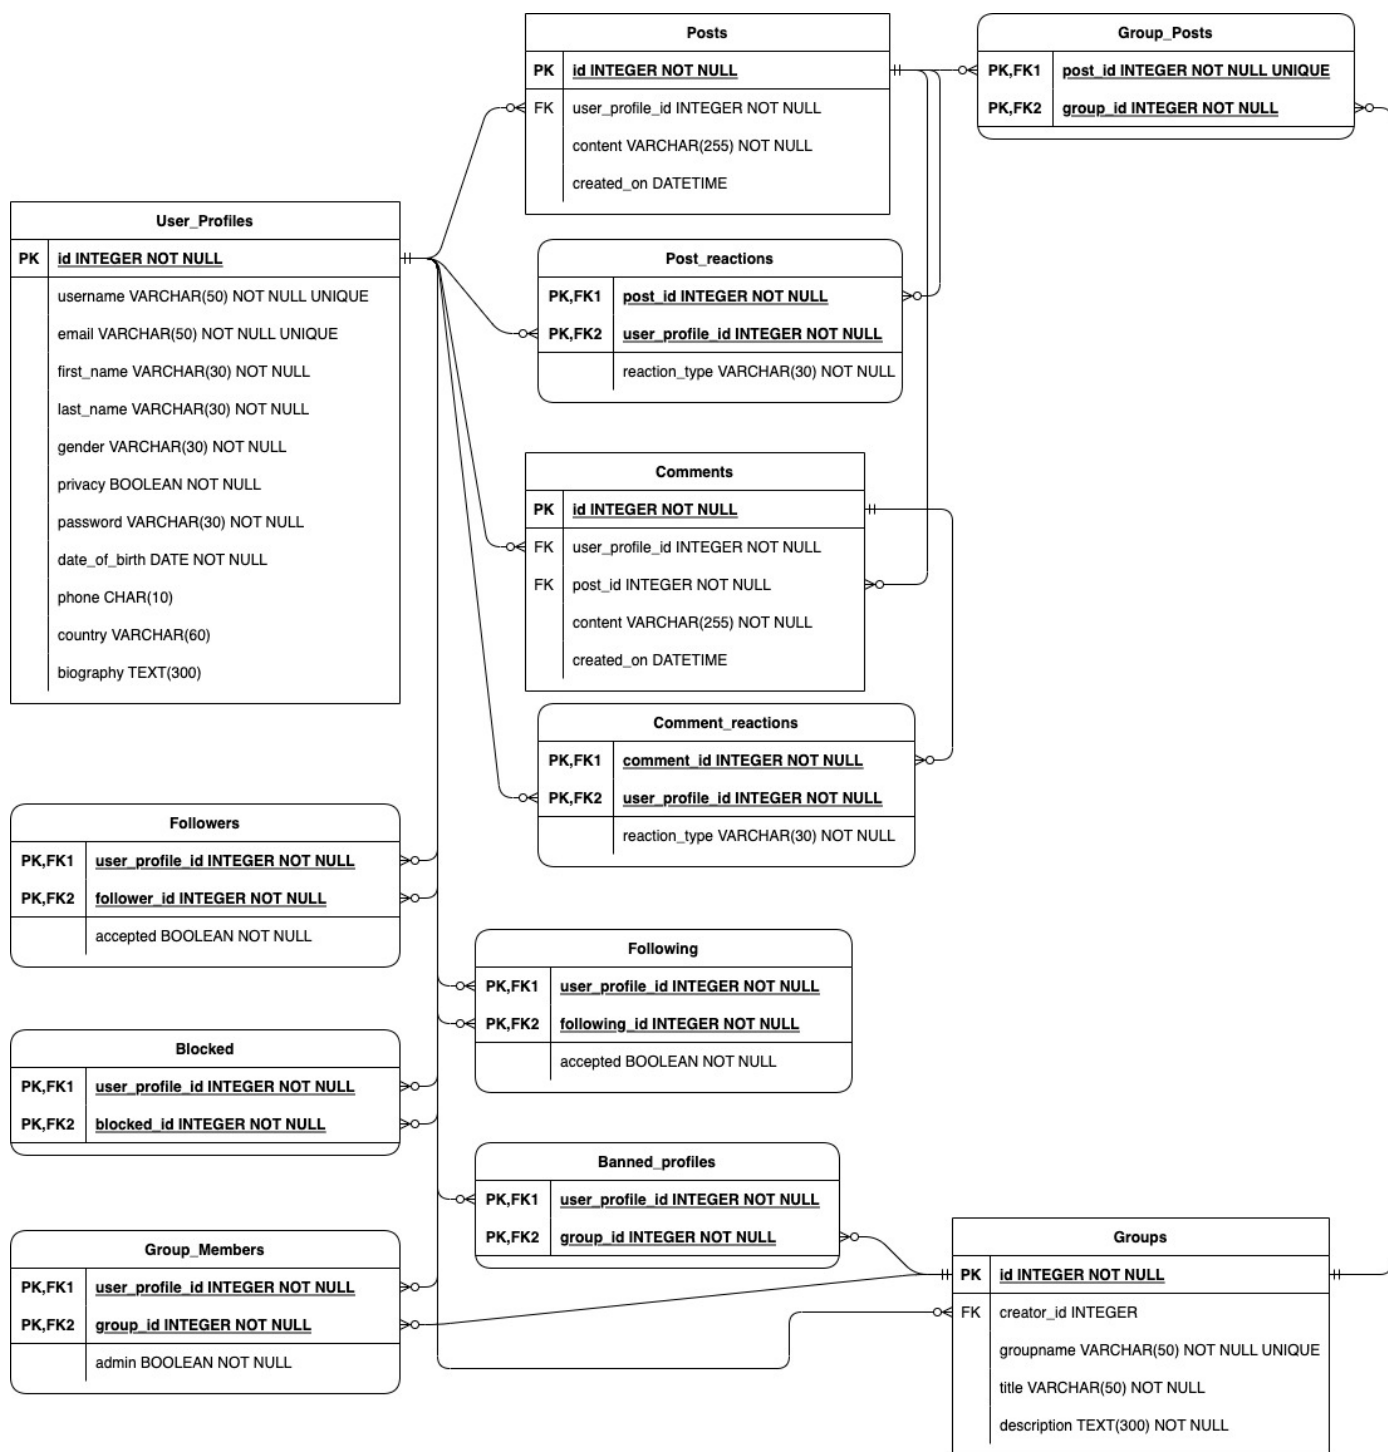 Posts
PK id INTEGER NOT NULL
FK user_profile_id INTEGER NOT NULL
content VARCHAR(255) NOT NULL
created_on DATETIME
Group_Posts
PK,FK1 post_id INTEGER NOT NULL UNIQUE
PK,FK2 group_id INTEGER NOT NULL
User_Profiles
PK id INTEGER NOT NULL
username VARCHAR(50) NOT NULL UNIQUE
email VARCHAR(50) NOT NULL UNIQUE
first_name VARCHAR(30) NOT NULL
last_name VARCHAR(30) NOT NULL
gender VARCHAR(30) NOT NULL
privacy BOOLEAN NOT NULL
password VARCHAR(30) NOT NULL
date_of_birth DATE NOT NULL
phone CHAR(10)
country VARCHAR(60)
biography TEXT(300)
Post_reactions
PK,FK1 post_id INTEGER NOT NULL
PK,FK2 user_profile_id INTEGER NOT NULL
reaction_type VARCHAR(30) NOT NULL
Comments
PK id INTEGER NOT NULL
FK user_profile_id INTEGER NOT NULL
FK post_id INTEGER NOT NULL
content VARCHAR(255) NOT NULL
created_on DATETIME
Comment_reactions
PK,FK1 comment_id INTEGER NOT NULL
PK,FK2 user_profile_id INTEGER NOT NULL
reaction_type VARCHAR(30) NOT NULL
Followers
PK,FK1 user_profile_id INTEGER NOT NULL
PK,FK2 follower_id INTEGER NOT NULL
accepted BOOLEAN NOT NULL
Following
PK,FK1 user_profile_id INTEGER NOT NULL
PK,FK2 following_id INTEGER NOT NULL
accepted BOOLEAN NOT NULL
Blocked
PK,FK1 user_profile_id INTEGER NOT NULL
PK,FK2 blocked_id INTEGER NOT NULL
Banned_profiles
PK,FK1 user_profile_id INTEGER NOT NULL
PK,FK2 group_id INTEGER NOT NULL
Group_Members
PK,FK1 user_profile_id INTEGER NOT NULL
PK,FK2 group_id INTEGER NOT NULL
admin BOOLEAN NOT NULL
Groups
PK id INTEGER NOT NULL
FK creator_id INTEGER
groupname VARCHAR(50) NOT NULL UNIQUE
title VARCHAR(50) NOT NULL
description TEXT(300) NOT NULL